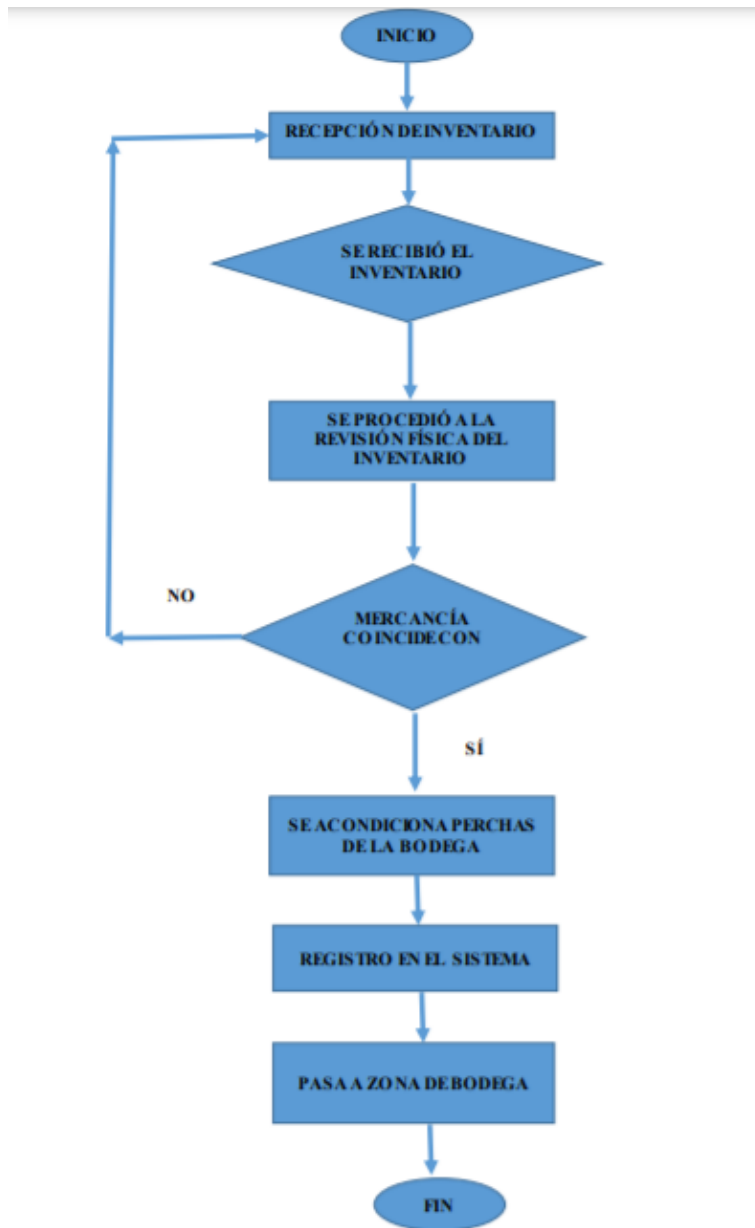 INICIO
RECEPCIÓN DE INVENTARIO
SE RECIBIÓ EL
INVENTARIO
SE PROCEDIÓ A LA
REVISIÓN FÍSICA DEL
INVENTARIO
NO
MERCANCÍA
COINCIDE CON
SÍ
SE ACONDICIONA PERCHAS
DE LA BODEGA
REGISTRO EN EL SISTEMA
PASA A ZONA DE BODEGA
FIN